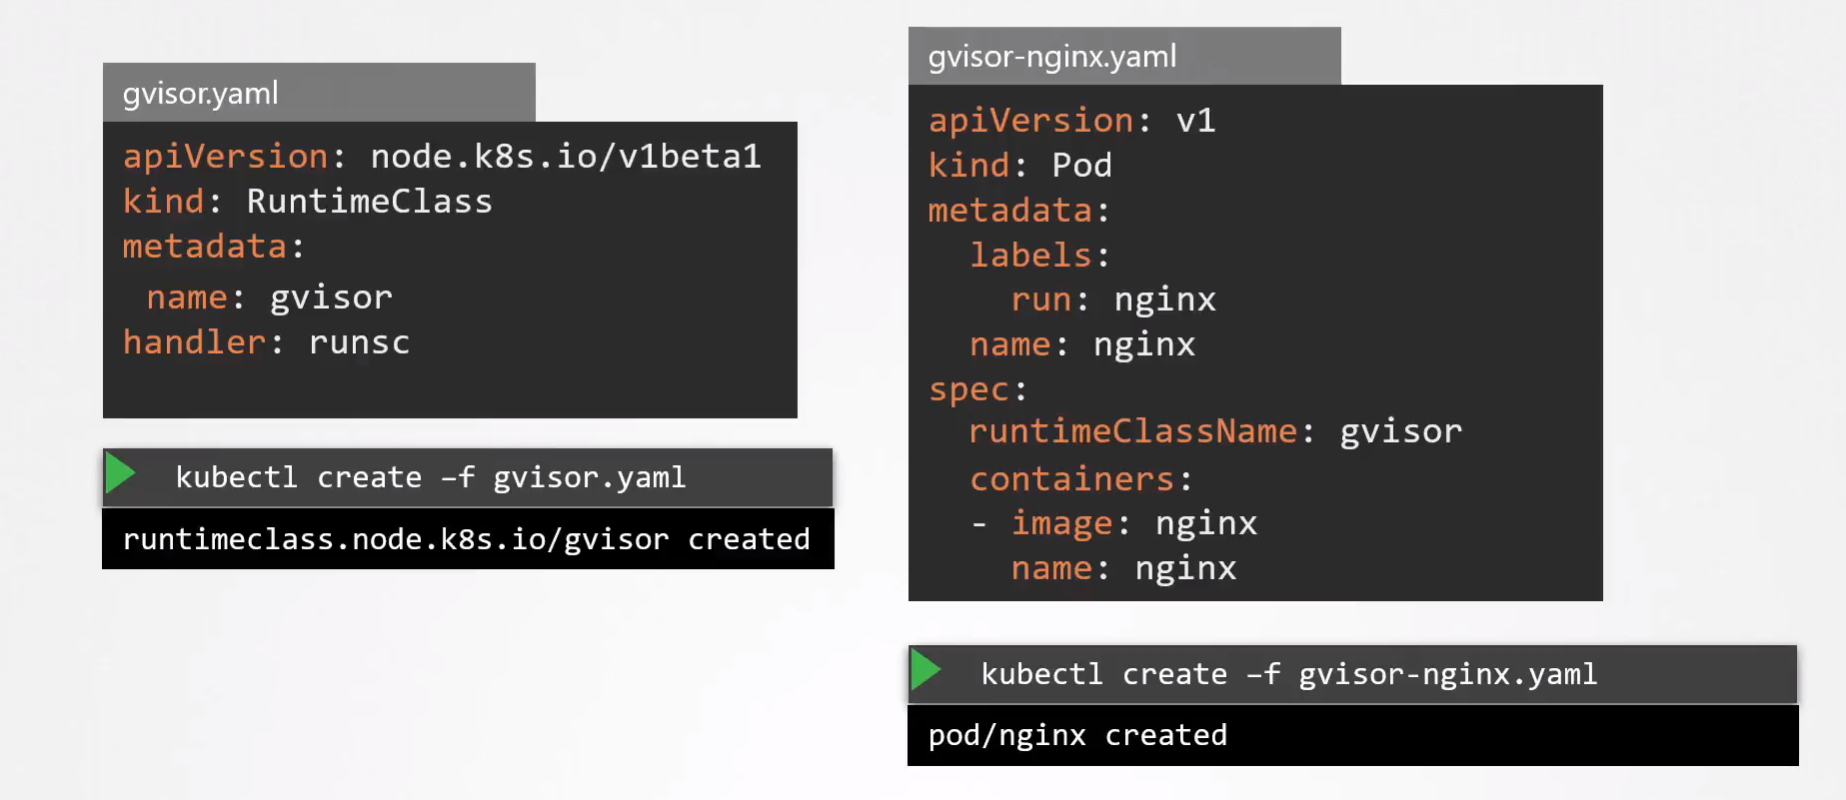 gvisor.yaml
apiVersion: node.k8s.io/v1beta1
kind: RuntimeClass
metadata:
 name: gvisor
handler: runsc
kubectl create –f gvisor.yaml
runtimeclass.node.k8s.io/gvisor created
gvisor-nginx.yaml
apiVersion: v1
kind: Pod
metadata:
  labels:
    run: nginx
  name: nginx
spec:
  runtimeClassName: gvisor
  containers:
  - image: nginx
    name: nginx
kubectl create –f gvisor-nginx.yaml
pod/nginx created